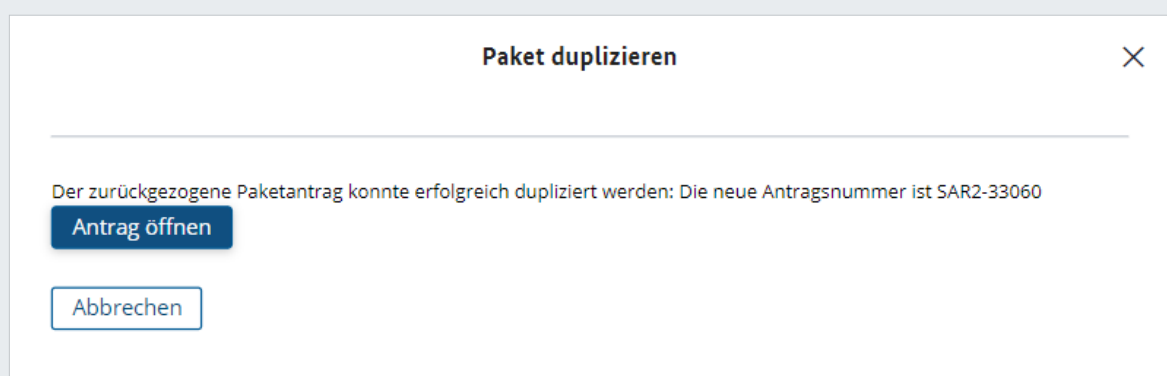 Paket duplizieren
Der zurückgezogene Paketantrag konnte erfolgreich dupliziert werden: Die neue Antragsnummer ist SAR2-33060
Antrag öffnen
Abbrechen